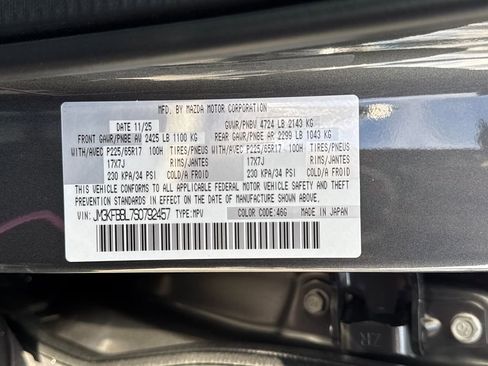 MFD. BY MAZDA MOTOR CORPORATION
DATE 11/25 GVWR/PNBV 4724 LB 2143 KG
FRONT GAWR/PNBE AV 2425 LB 1100 KG REAR GAWR/PNBE AR 2299 LB 1043 KG
WITH/AVEC P225/65R17 100H TIRES/PNEUS WITH/AVEC P225/65R17 100H TIRES/PNEUS
17X7J RIMS/JANTES 17X7J RIMS/JANTES
230 KPA/34 PSI COLD/A FROID 230 KPA/34 PSI COLD/A FROID
THIS VEHICLE CONFORMS TO ALL APPLICABLE FEDERAL MOTOR VEHICLE SAFETY, THEFT
PREVENTION STANDARDS IN EFFECT ON THE DATE OF MANUFACTURE SHOWN ABOVE.
VIN: JM3KFBBL7S0792457 TYPE:MPV COLOR CODE:46G MADE IN JAPAN
ZR